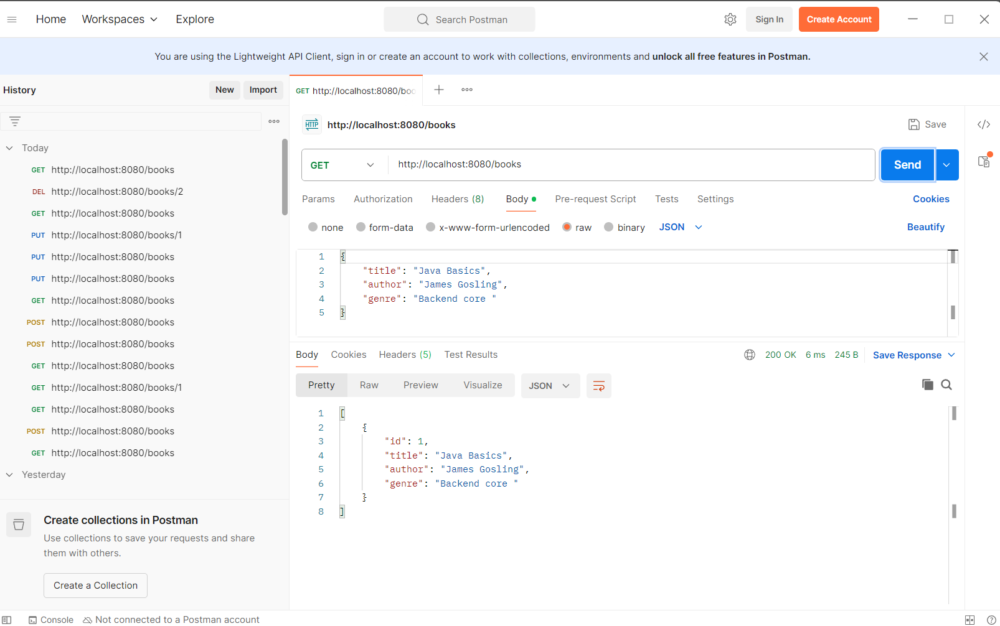 Home Workspaces Explore Search Postman Sign In Create Account
You are using the Lightweight API Client, sign in or create an account to work with collections, environments and unlock all free features in Postman.
History New Import
Today
GET http://localhost:8080/books
DEL http://localhost:8080/books/2
GET http://localhost:8080/books
PUT http://localhost:8080/books/1
PUT http://localhost:8080/books
PUT http://localhost:8080/books
GET http://localhost:8080/books
POST http://localhost:8080/books
POST http://localhost:8080/books
GET http://localhost:8080/books
GET http://localhost:8080/books/1
GET http://localhost:8080/books
POST http://localhost:8080/books
GET http://localhost:8080/books
Yesterday
Create collections in Postman
Use collections to save your requests and share
them with others.
Create a Collection
GET http://localhost:8080/boo
HTTP http://localhost:8080/books Save </>
GET http://localhost:8080/books Send
Params Authorization Headers (8) Body Pre-request Script Tests Settings Cookies
none form-data x-www-form-urlencoded raw binary JSON Beautify
1 {
2 "title": "Java Basics",
3 "author": "James Gosling",
4 "genre": "Backend core "
5 }
Body Cookies Headers (5) Test Results 200 OK 6 ms 245 B Save Response
Pretty Raw Preview Visualize JSON
1 [
2 {
3 "id": 1,
4 "title": "Java Basics",
5 "author": "James Gosling",
6 "genre": "Backend core "
7 }
8 ]
Console Not connected to a Postman account